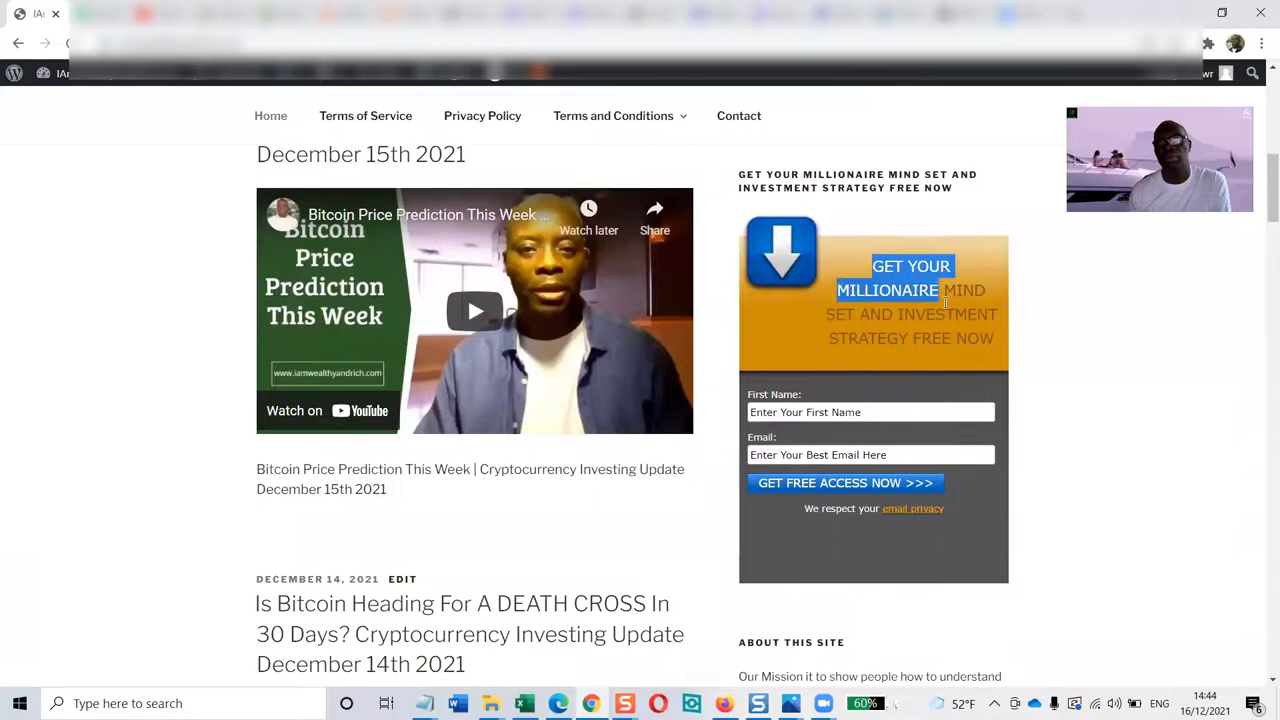 Home
Terms of Service
Privacy Policy
Terms and Conditions
Contact
December 15th 2021
Bitcoin Price Prediction This Week ...
Watch later
Share
Bitcoin
Price
Prediction
This Week
www.iamwealthyandrich.com
Watch on YouTube
Bitcoin Price Prediction This Week | Cryptocurrency Investing Update
December 15th 2021
DECEMBER 14, 2021 EDIT
Is Bitcoin Heading For A DEATH CROSS In
30 Days? Cryptocurrency Investing Update
December 14th 2021
GET YOUR MILLIONAIRE MIND SET AND
INVESTMENT STRATEGY FREE NOW
GET YOUR
MILLIONAIRE MIND
SET AND INVESTMENT
STRATEGY FREE NOW
First Name:
Enter Your First Name
Email:
Enter Your Best Email Here
GET FREE ACCESS NOW >>>
We respect your email privacy
ABOUT THIS SITE
Our Mission it to show people how to understand
Type here to search
60%
52°F
ENG
14:44
16/12/2021
6